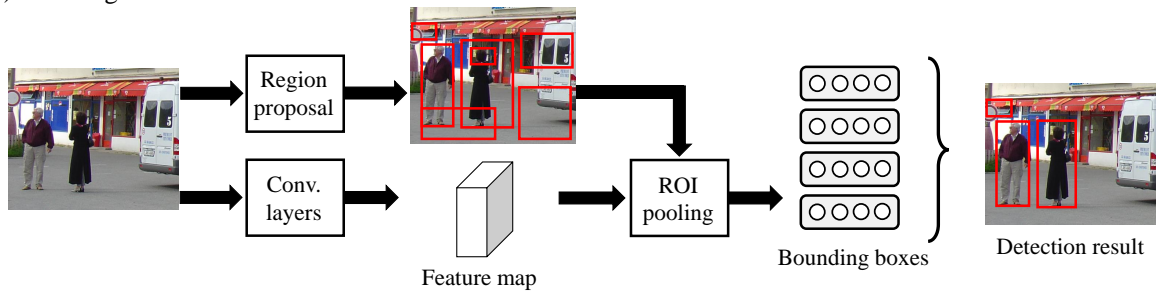 Region
proposal
Conv.
layers
Feature map
ROI
pooling
Bounding boxes
Detection result